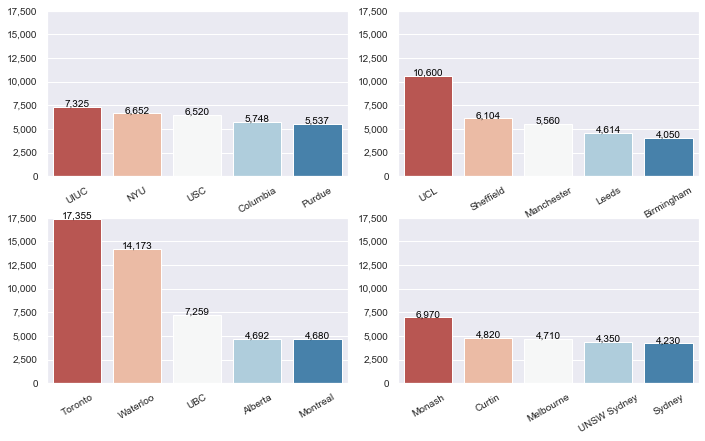 17,500
15,000
12,500
10,000
7,500
5,000
2,500
0
7,325
6,652
6,520
5,748
5,537
UIUC
NYU
USC
Columbia
Purdue
17,500
15,000
12,500
10,000
7,500
5,000
2,500
0
10,600
6,104
5,560
4,614
4,050
UCL
Sheffield
Manchester
Leeds
Birmingham
17,500
15,000
12,500
10,000
7,500
5,000
2,500
0
17,355
14,173
7,259
4,692
4,680
Toronto
Waterloo
UBC
Alberta
Montreal
17,500
15,000
12,500
10,000
7,500
5,000
2,500
0
6,970
4,820
4,710
4,350
4,230
Monash
Curtin
Melbourne
UNSW Sydney
Sydney